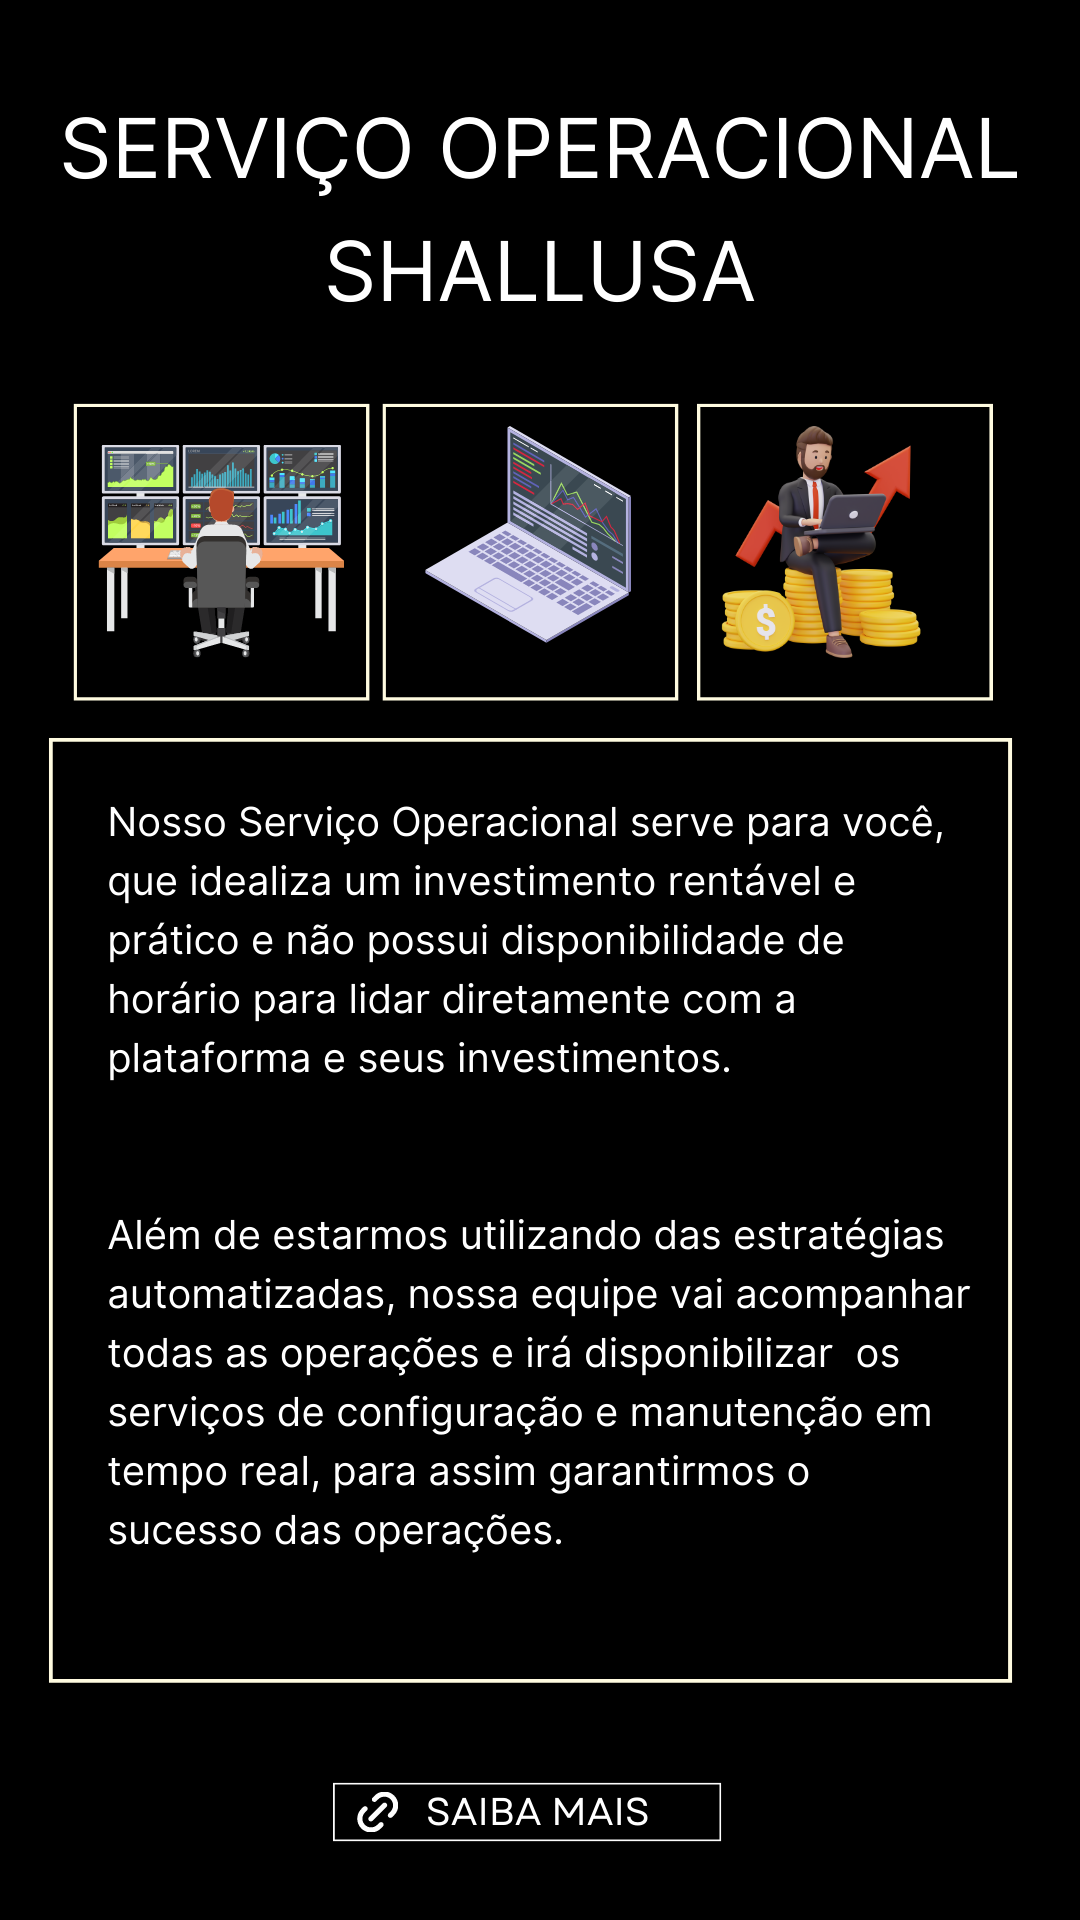 SERVIÇO OPERACIONAL
SHALLUSA
$
Nosso Serviço Operacional serve para você,
que idealiza um investimento rentável e
prático e não possui disponibilidade de
horário para lidar diretamente com a
plataforma e seus investimentos.
Além de estarmos utilizando das estratégias
automatizadas, nossa equipe vai acompanhar
todas as operações e irá disponibilizar  os
serviços de configuração e manutenção em
tempo real, para assim garantirmos o
sucesso das operações.
SAIBA MAIS